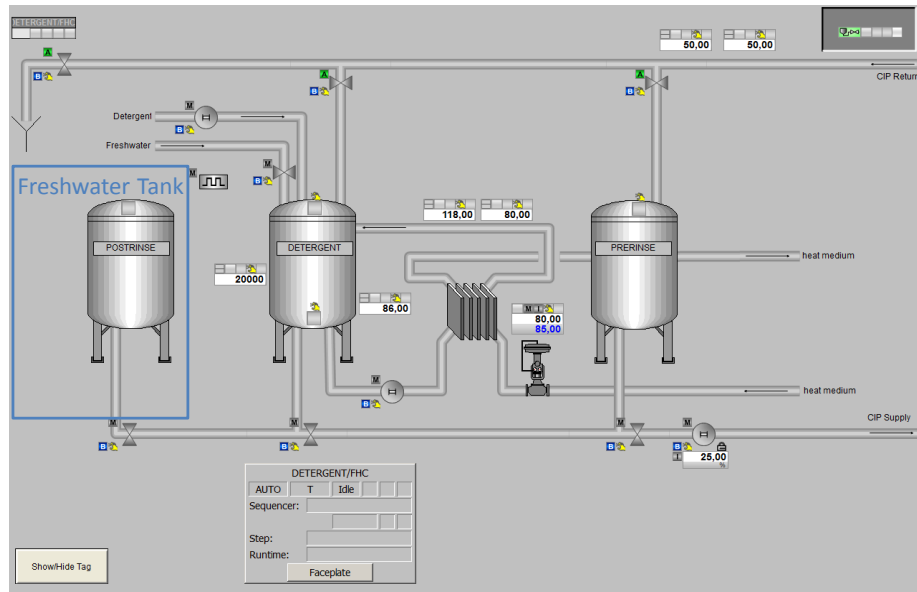 DETERGENT/FHC
50,00 50,00
A
B
CIP Return
A
B
A
B
M
Detergent
B
Freshwater
M
B
M
Freshwater Tank
118,00 80,00
POSTRINSE
DETERGENT
PRERINSE
heat medium
20000
86,00
M I
80,00
85,00
M
B
heat medium
CIP Supply
M
B
M
B
M
B
M
B
I 25,00
%
DETERGENT/FHC
AUTO T Idle
Sequencer:
Step:
Runtime:
Faceplate
Show/Hide Tag